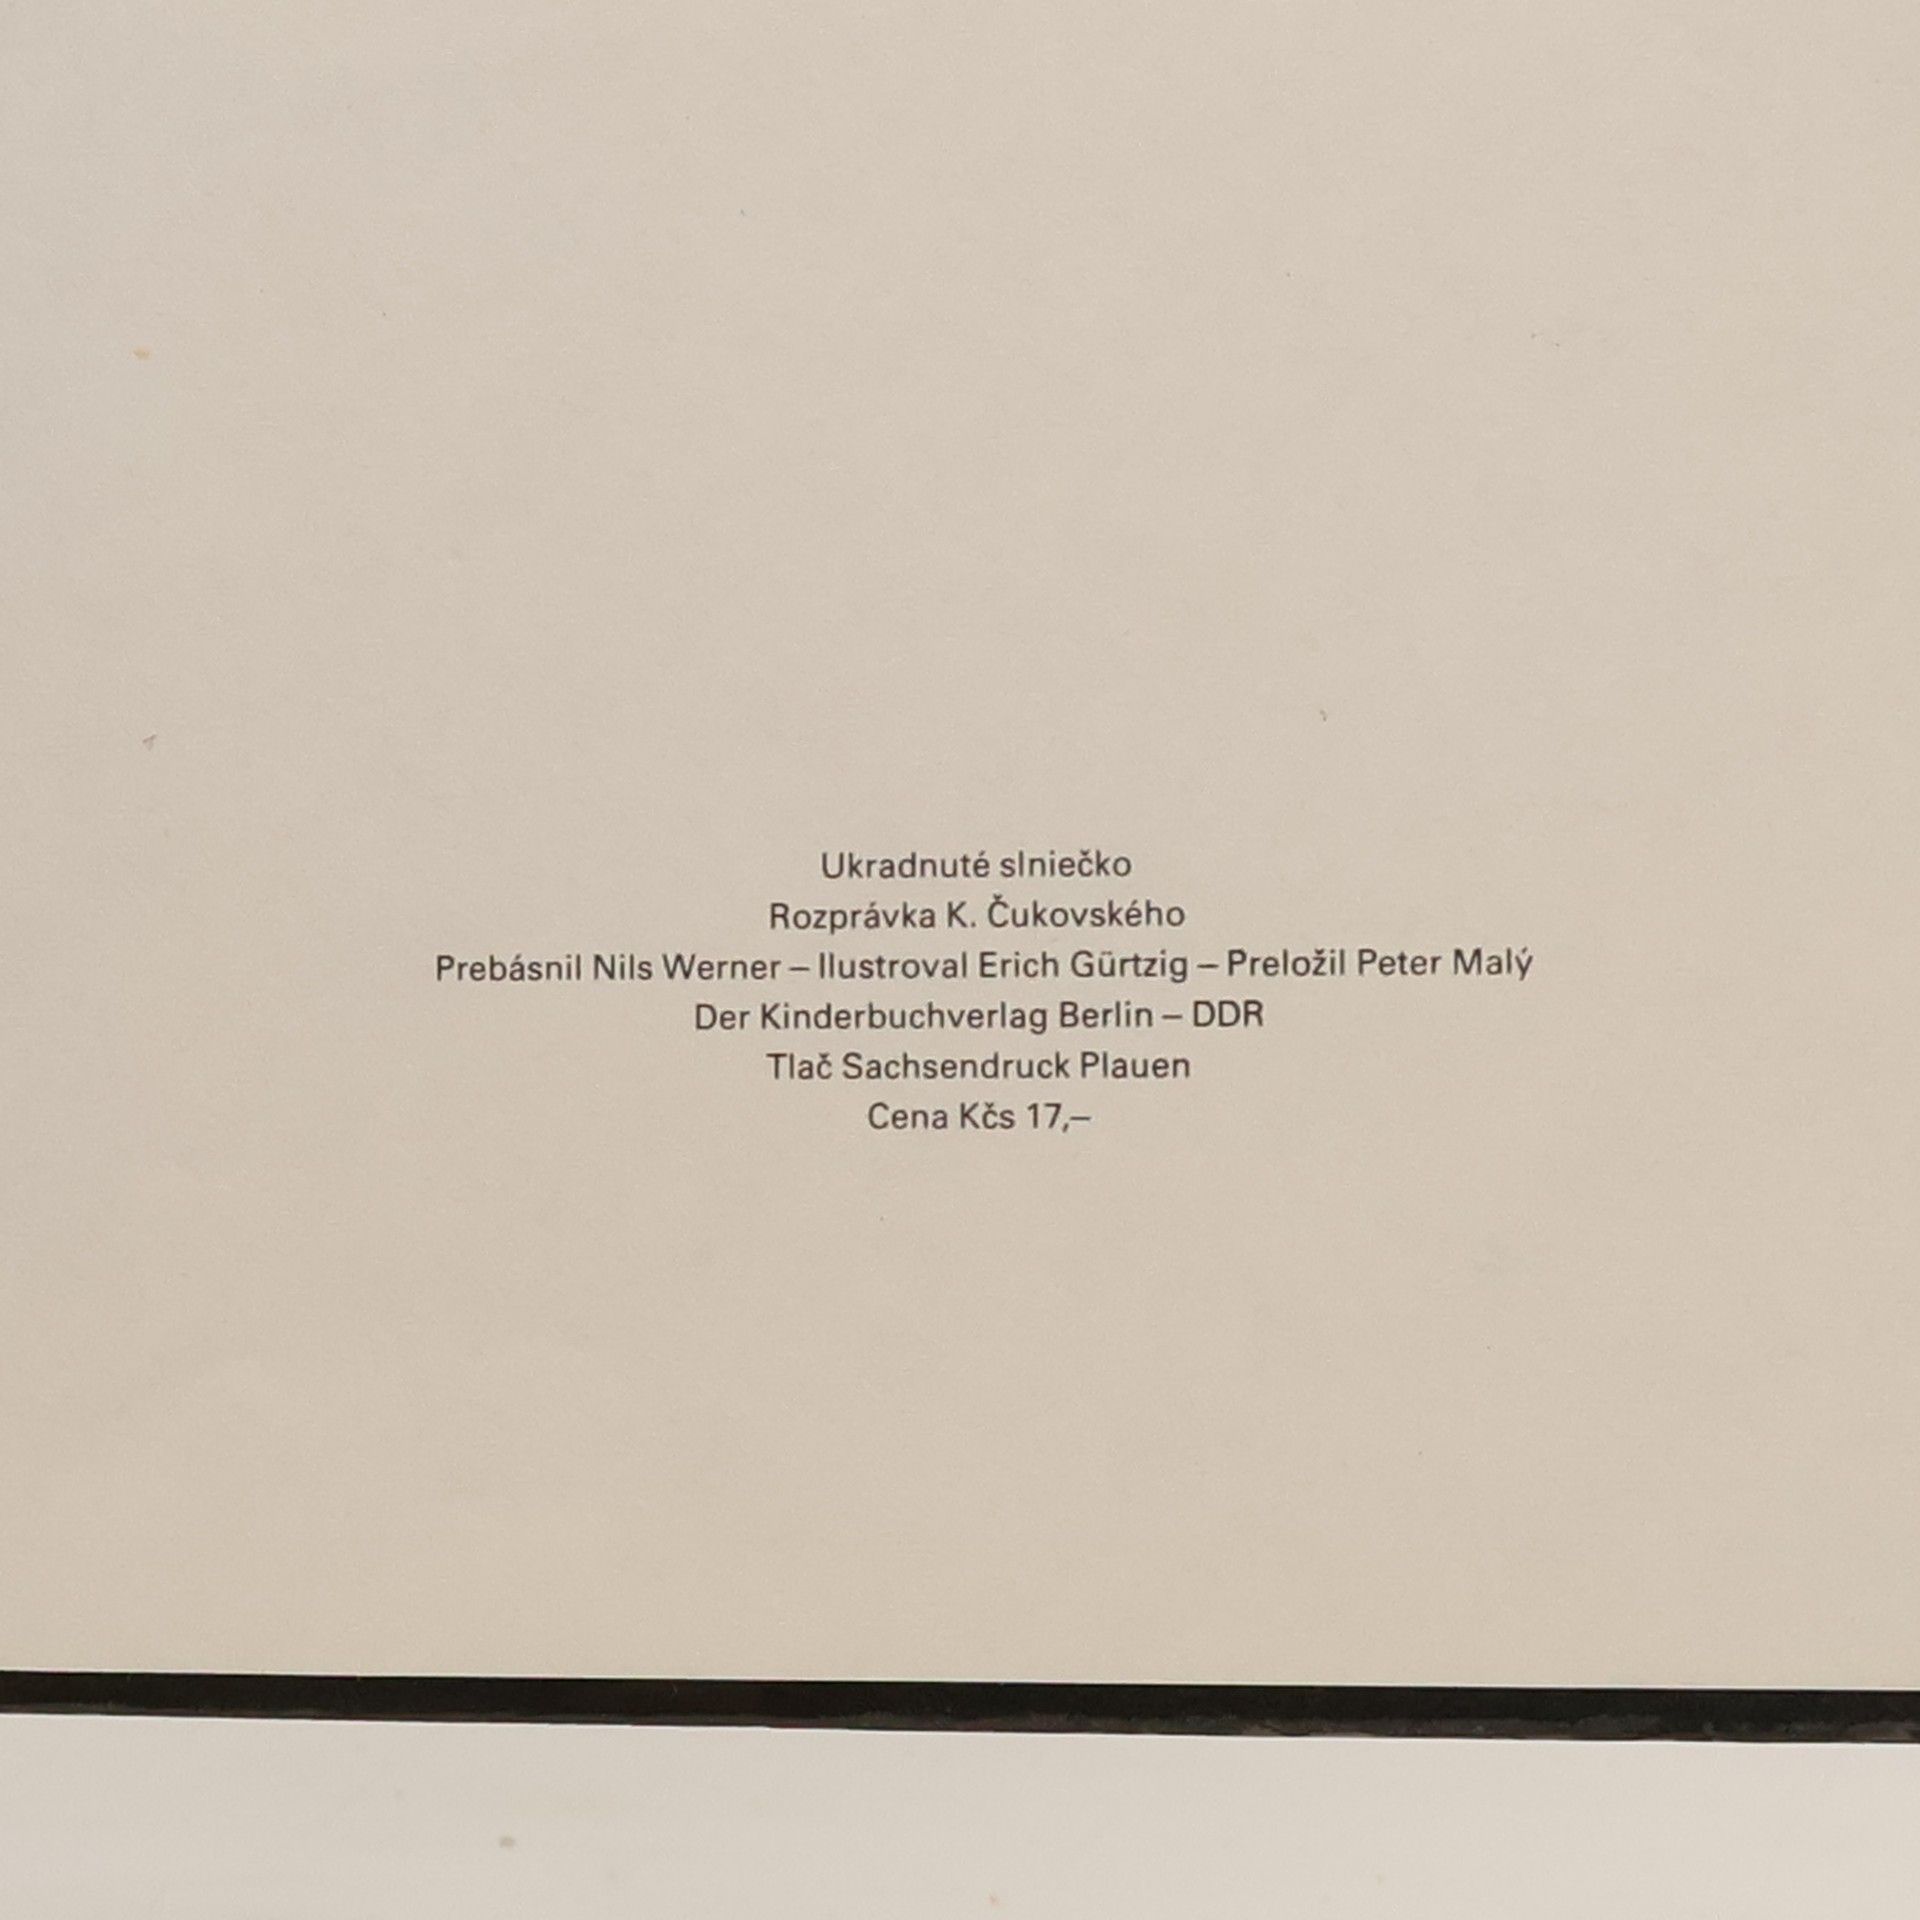 Ukradnuté slniečko
Rozprávka K. Čukovského
Prebásnil Nils Werner – Ilustroval Erich Gürtzig – Preložil Peter Malý
Der Kinderbuchverlag Berlin – DDR
Tlač Sachsendruck Plauen
Cena Kčs 17,–